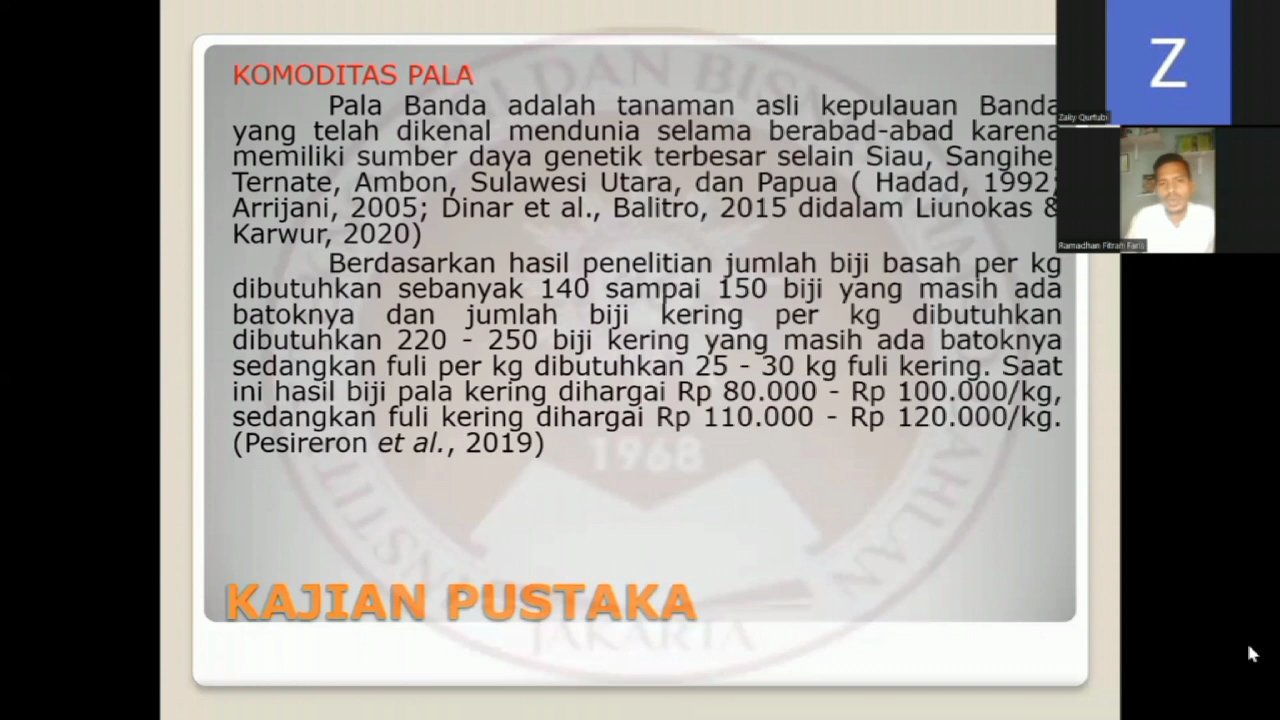 KOMODITAS PALA
Pala Banda adalah tanaman asli kepulauan Banda
yang telah dikenal mendunia selama berabad-abad karena
memiliki sumber daya genetik terbesar selain Siau, Sangihe,
Ternate, Ambon, Sulawesi Utara, dan Papua ( Hadad, 1992;
Arrijani, 2005; Dinar et al., Balitro, 2015 didalam Liunokas &
Karwur, 2020)
Berdasarkan hasil penelitian jumlah biji basah per kg
dibutuhkan sebanyak 140 sampai 150 biji yang masih ada
batoknya dan jumlah biji kering per kg dibutuhkan
dibutuhkan 220 - 250 biji kering yang masih ada batoknya
sedangkan fuli per kg dibutuhkan 25 - 30 kg fuli kering. Saat
ini hasil biji pala kering dihargai Rp 80.000 - Rp 100.000/kg,
sedangkan fuli kering dihargai Rp 110.000 - Rp 120.000/kg.
(Pesireron et al., 2019)
1968
KAJIAN PUSTAKA
JAKARTA
Z
Zaky Qurtubi
Ramadhan Fitrah Faris